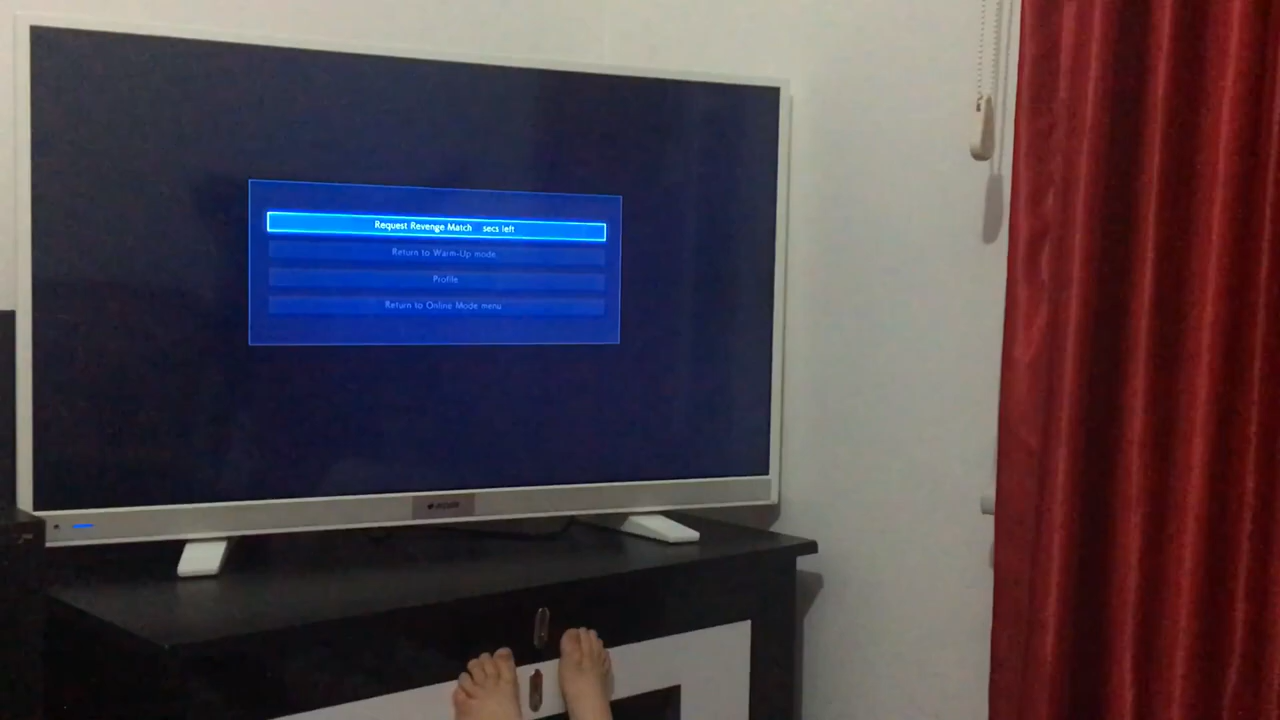 Request Revenge Match   secs left
Return to Warm-Up mode.
Profile
Return to Online Mode menu